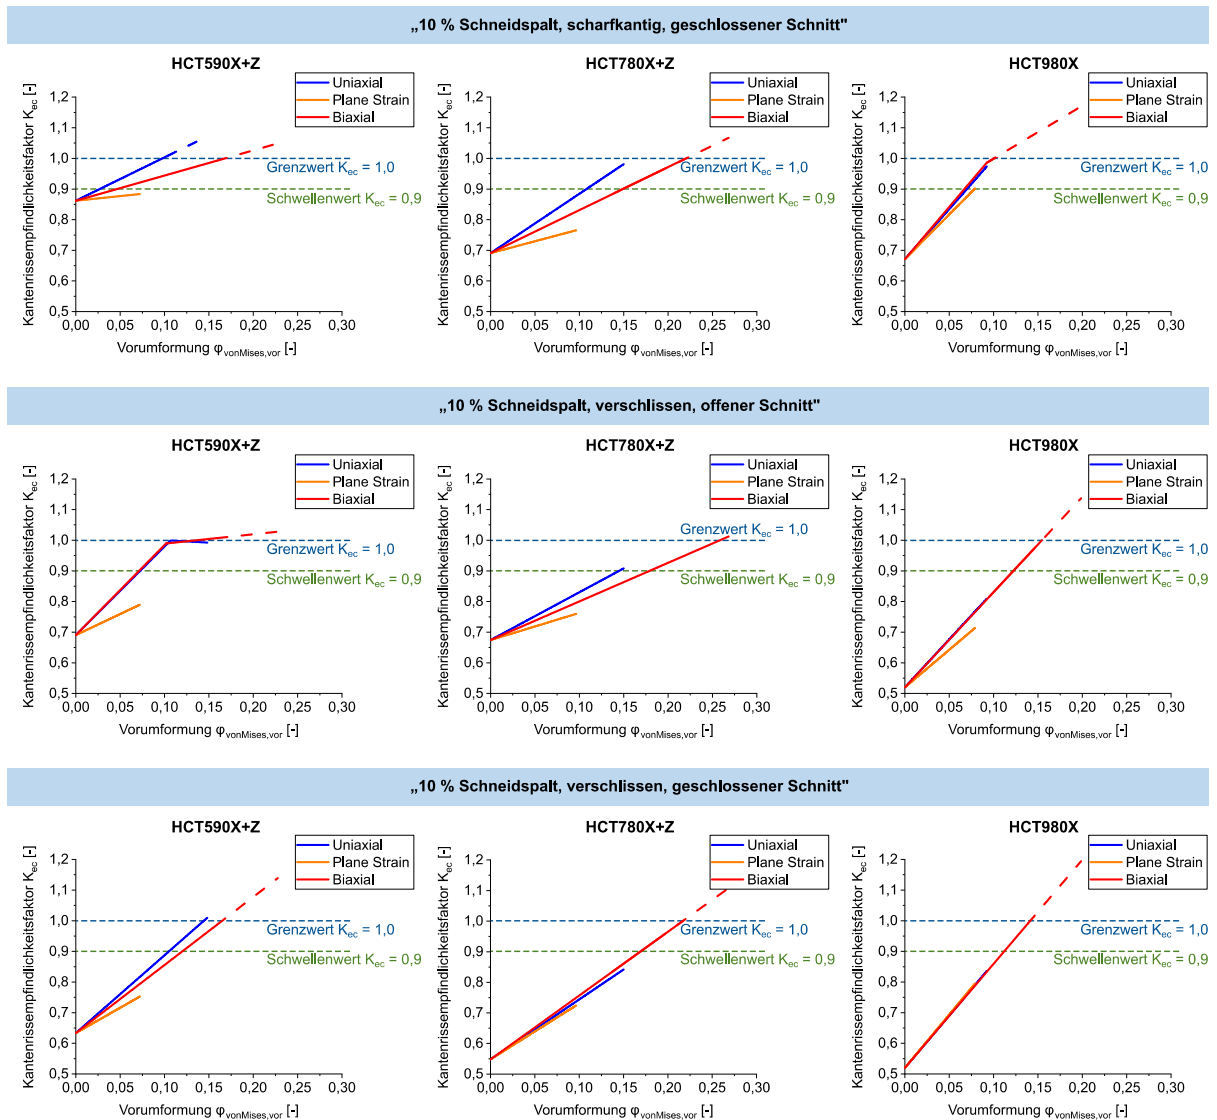 „10 % Schneidspalt, scharfkantig, geschlossener Schnitt"
HCT590X+Z
Kantenrissempfindlichkeitsfaktor Kec [-]
1,2
1,1
1,0
0,9
0,8
0,7
0,6
0,5
0,00 0,05 0,10 0,15 0,20 0,25 0,30
Vorumformung φvonMises,vor [-]
Uniaxial
Plane Strain
Biaxial
Grenzwert Kec = 1,0
Schwellenwert Kec = 0,9
HCT780X+Z
Kantenrissempfindlichkeitsfaktor Kec [-]
1,2
1,1
1,0
0,9
0,8
0,7
0,6
0,5
0,00 0,05 0,10 0,15 0,20 0,25 0,30
Vorumformung φvonMises,vor [-]
Uniaxial
Plane Strain
Biaxial
Grenzwert Kec = 1,0
Schwellenwert Kec = 0,9
HCT980X
Kantenrissempfindlichkeitsfaktor Kec [-]
1,2
1,1
1,0
0,9
0,8
0,7
0,6
0,5
0,00 0,05 0,10 0,15 0,20 0,25 0,30
Vorumformung φvonMises,vor [-]
Uniaxial
Plane Strain
Biaxial
Grenzwert Kec = 1,0
Schwellenwert Kec = 0,9
„10 % Schneidspalt, verschlissen, offener Schnitt"
HCT590X+Z
Kantenrissempfindlichkeitsfaktor Kec [-]
1,2
1,1
1,0
0,9
0,8
0,7
0,6
0,5
0,00 0,05 0,10 0,15 0,20 0,25 0,30
Vorumformung φvonMises,vor [-]
Uniaxial
Plane Strain
Biaxial
Grenzwert Kec = 1,0
Schwellenwert Kec = 0,9
HCT780X+Z
Kantenrissempfindlichkeitsfaktor Kec [-]
1,2
1,1
1,0
0,9
0,8
0,7
0,6
0,5
0,00 0,05 0,10 0,15 0,20 0,25 0,30
Vorumformung φvonMises,vor [-]
Uniaxial
Plane Strain
Biaxial
Grenzwert Kec = 1,0
Schwellenwert Kec = 0,9
HCT980X
Kantenrissempfindlichkeitsfaktor Kec [-]
1,2
1,1
1,0
0,9
0,8
0,7
0,6
0,5
0,00 0,05 0,10 0,15 0,20 0,25 0,30
Vorumformung φvonMises,vor [-]
Uniaxial
Plane Strain
Biaxial
Grenzwert Kec = 1,0
Schwellenwert Kec = 0,9
„10 % Schneidspalt, verschlissen, geschlossener Schnitt"
HCT590X+Z
Kantenrissempfindlichkeitsfaktor Kec [-]
1,2
1,1
1,0
0,9
0,8
0,7
0,6
0,5
0,00 0,05 0,10 0,15 0,20 0,25 0,30
Vorumformung φvonMises,vor [-]
Uniaxial
Plane Strain
Biaxial
Grenzwert Kec = 1,0
Schwellenwert Kec = 0,9
HCT780X+Z
Kantenrissempfindlichkeitsfaktor Kec [-]
1,2
1,1
1,0
0,9
0,8
0,7
0,6
0,5
0,00 0,05 0,10 0,15 0,20 0,25 0,30
Vorumformung φvonMises,vor [-]
Uniaxial
Plane Strain
Biaxial
Grenzwert Kec = 1,0
Schwellenwert Kec = 0,9
HCT980X
Kantenrissempfindlichkeitsfaktor Kec [-]
1,2
1,1
1,0
0,9
0,8
0,7
0,6
0,5
0,00 0,05 0,10 0,15 0,20 0,25 0,30
Vorumformung φvonMises,vor [-]
Uniaxial
Plane Strain
Biaxial
Grenzwert Kec = 1,0
Schwellenwert Kec = 0,9